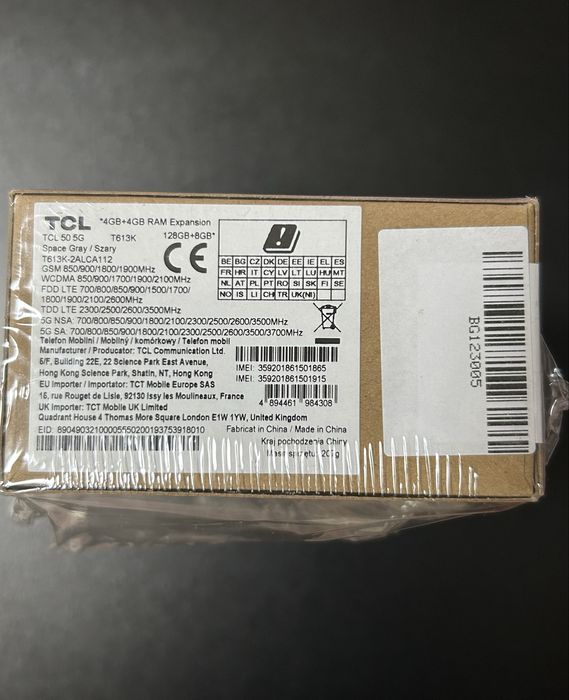 TCL *4GB+4GB RAM Expansion
TCL 50 5G T613K 128GB+8GB*
Space Gray / Szary
T613K-2ALCA112
CE
GSM 850/900/1800/1900MHz
WCDMA 850/900/1700/1900/2100MHz
FDD LTE 700/800/850/900/1500/1700/
1800/1900/2100/2600MHz
TDD LTE 2300/2500/2600/3500MHz
5G NSA: 700/800/850/900/1800/2100/2300/2500/2600/3500MHz
5G SA: 700/800/850/900/1800/2100/2300/2500/2600/3500/3700MHz
BE BG CZ DK DE EE IE EL ES
FR HR IT CY LV LT LU HU MT
NL AT PL PT RO SI SK FI SE
NO IS LI CH TR UK(NI)
Telefon Mobilni / Mobilný / komórkowy / Telefon mobil
Manufacturer / Producator: TCL Communication Ltd.
5/F, Building 22E, 22 Science Park East Avenue,
Hong Kong Science Park, Shatin, NT, Hong Kong
EU Importer / Importator: TCT Mobile Europe SAS
15, rue Rouget de Lisle, 92130 Issy les Moulineaux, France
UK Importer: TCT Mobile UK Limited
Quadrant House 4 Thomas More Square London E1W 1YW, United Kingdom
IMEI: 359201861501865
IMEI: 359201861501915
4 894461 984308
EID: 89049032100005550200193753918010
Fabricat in China / Made in China
Kraj pochodzenia Chiny
Masa sprzętu: 207g
BG123005